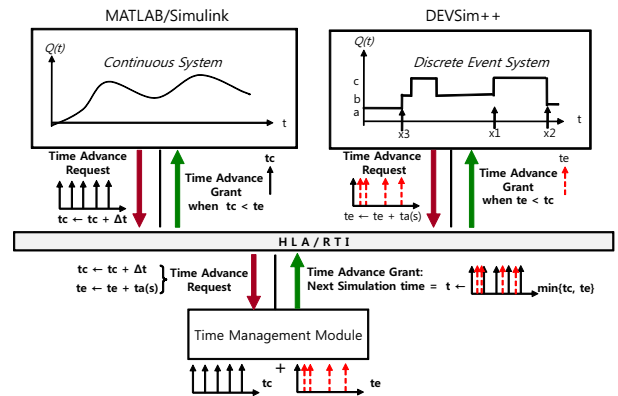 MATLAB/Simulink
DEVSim++
Q(t)
Continuous System
t
Q(t)
Discrete Event System
c
b
a
x3
x1
x2
t
Time Advance
Request
tc ← tc + Δt
tc
Time Advance
Grant
when tc < te
Time Advance
Request
te ← te + ta(s)
te
Time Advance
Grant
when te < tc
HLA/RTI
tc ← tc + Δt
te ← te + ta(s)
Time Advance
Request
Time Advance Grant:
Next Simulation time = t ←
min{tc, te}
Time Management Module
tc
+
te